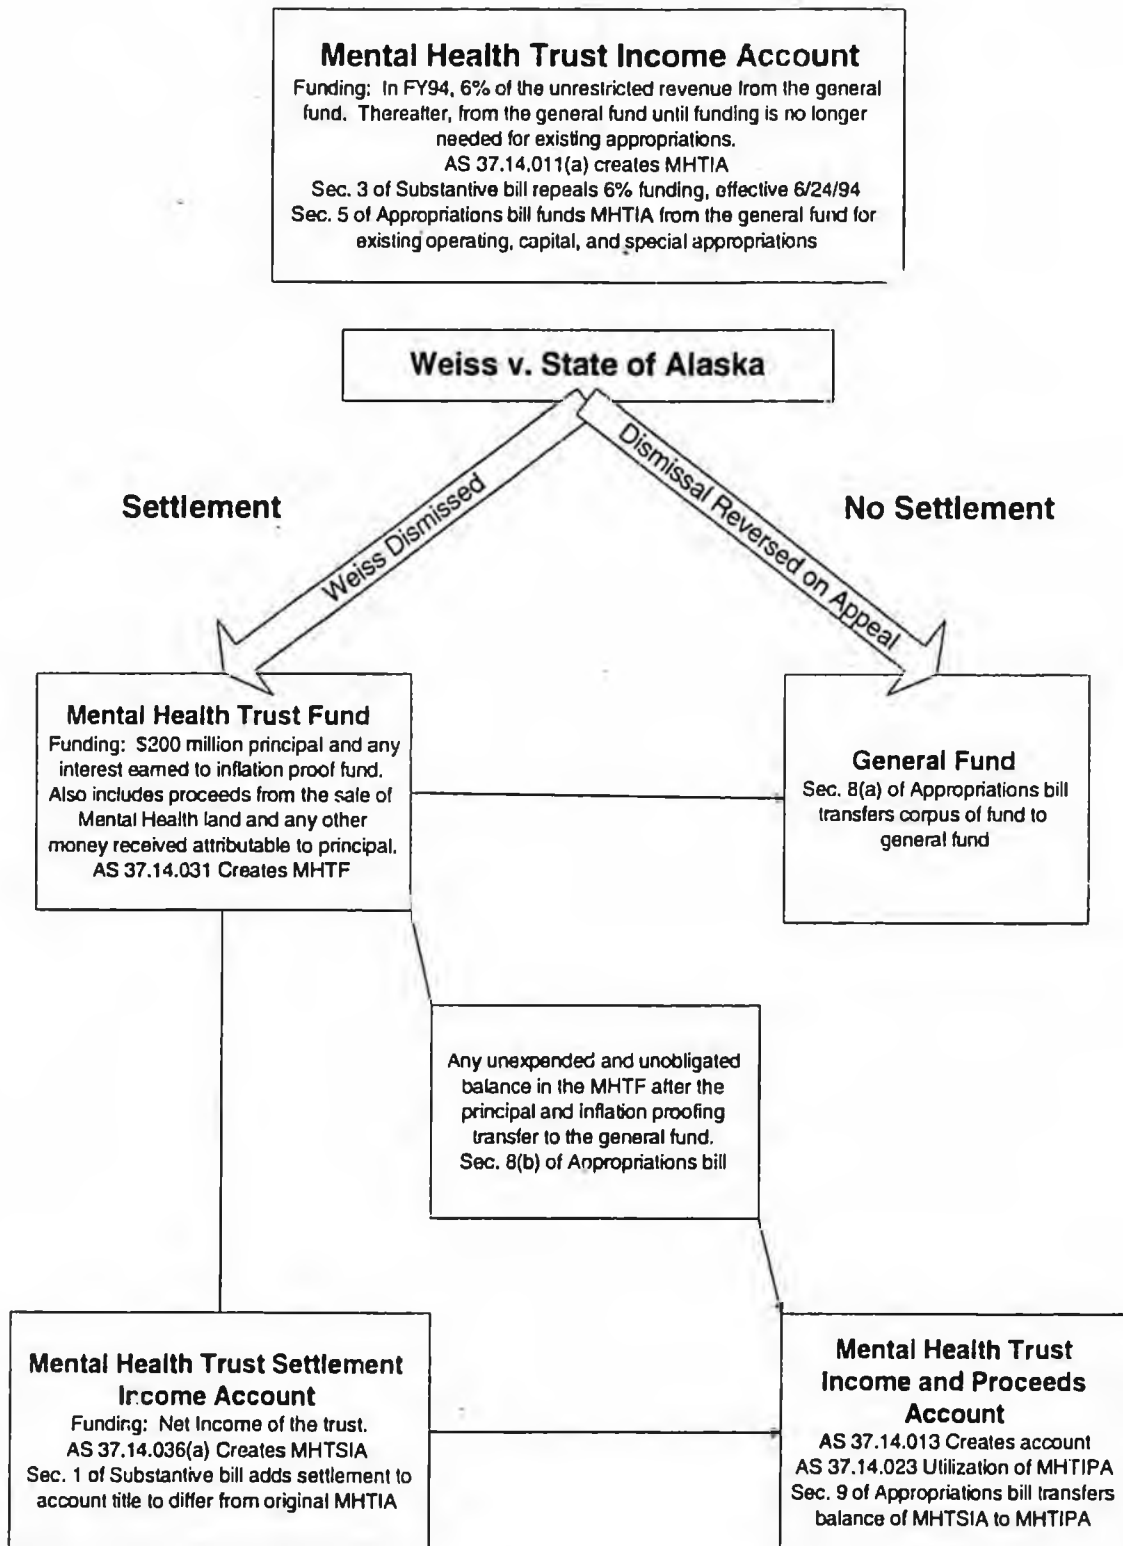 Mental Health Trust Income Account
Funding: In FY94, 6% of the unrestricted revenue from the general
fund. Thereafter, from the general fund until funding is no longer
needed for existing appropriations.
AS 37.14.011(a) creates MHTIA
Sec. 3 of Substantive bill repeals 6% funding, effective 6/24/94
Sec. 5 of Appropriations bill funds MHTIA from the general fund for
existing operating, capital, and special appropriations
Weiss v. State of Alaska
Settlement
Weiss Dismissed
Dismissal Reversed on Appeal
No Settlement
Mental Health Trust Fund
Funding: $200 million principal and any
interest earned to inflation proof fund.
Also includes proceeds from the sale of
Mental Health land and any other
money received attributable to principal.
AS 37.14.031 Creates MHTF
General Fund
Sec. 8(a) of Appropriations bill
transfers corpus of fund to
general fund
Any unexpended and unobligated
balance in the MHTF after the
principal and inflation proofing
transfer to the general fund.
Sec. 8(b) of Appropriations bill
Mental Health Trust Settlement
Income Account
Funding: Net Income of the trust.
AS 37.14.036(a) Creates MHTSIA
Sec. 1 of Substantive bill adds settlement to
account title to differ from original MHTIA
Mental Health Trust
Income and Proceeds
Account
AS 37.14.013 Creates account
AS 37.14.023 Utilization of MHTIPA
Sec. 9 of Appropriations bill transfers
balance of MHTSIA to MHTIPA